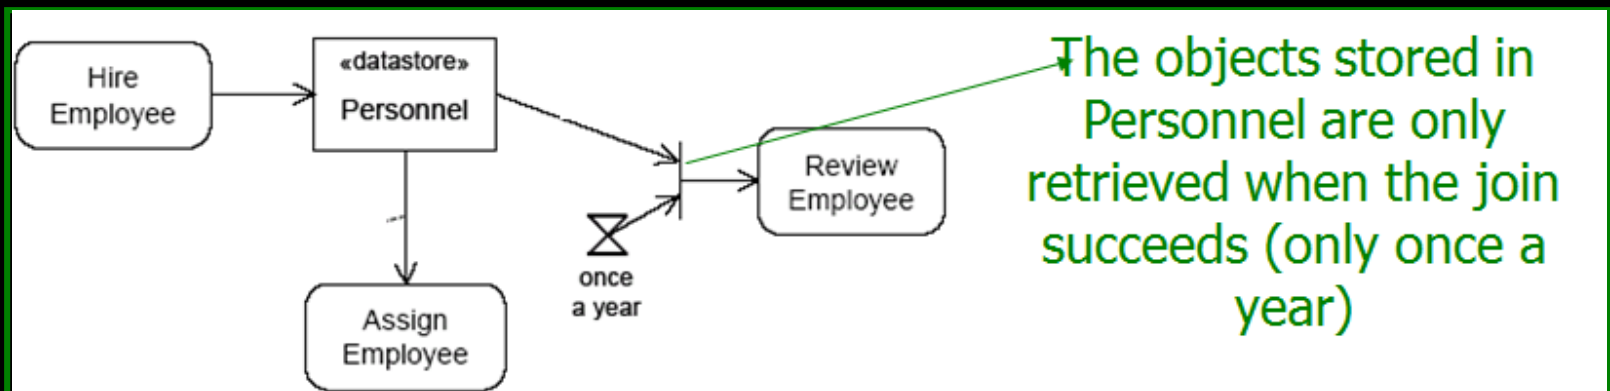 Hire
Employee
«datastore»
Personnel
Review
Employee
once
a year
Assign
Employee
The objects stored in
Personnel are only
retrieved when the join
succeeds (only once a
year)